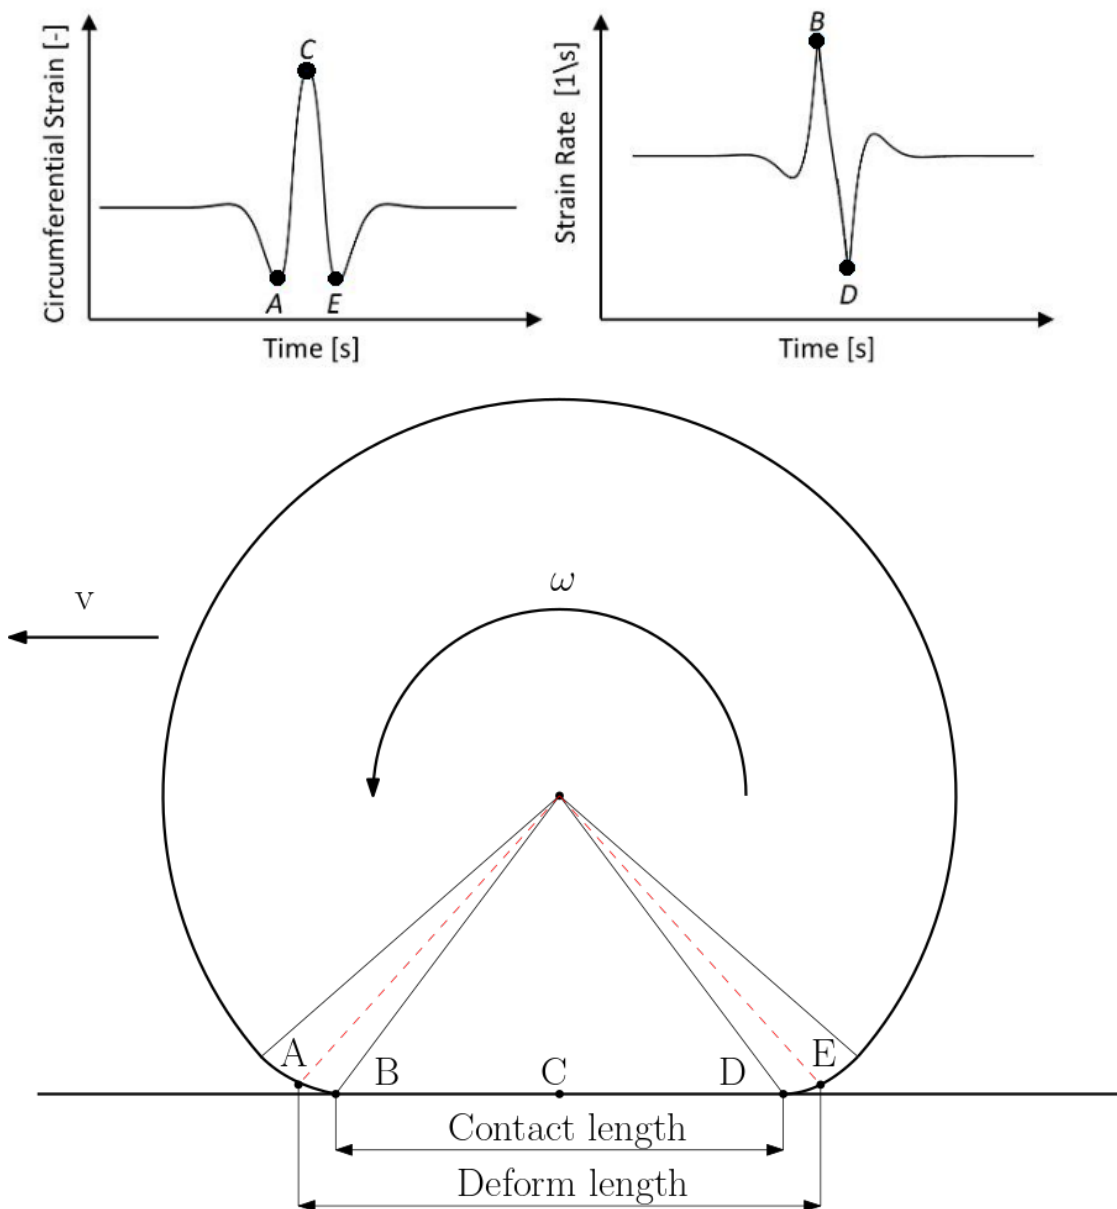 Circumferential Strain [-]
C
A
E
Time [s]
Strain Rate [1\s]
B
D
Time [s]
v
ω
A
B
C
D
E
Contact length
Deform length